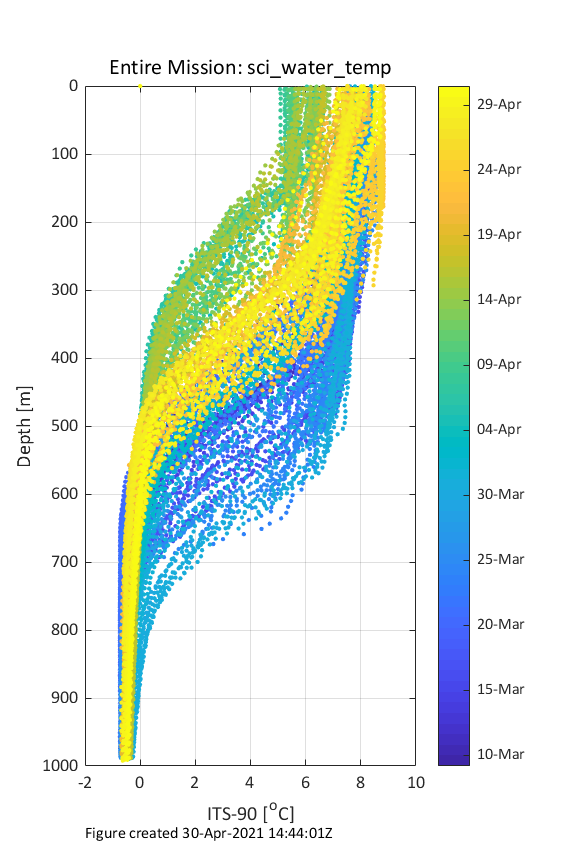 Entire Mission: sci_water_temp
0
100
200
300
400
500
600
700
800
900
1000
Depth [m]
-2
0
2
4
6
8
10
ITS-90 [°C]
29-Apr
24-Apr
19-Apr
14-Apr
09-Apr
04-Apr
30-Mar
25-Mar
20-Mar
15-Mar
10-Mar
Figure created 30-Apr-2021 14:44:01Z